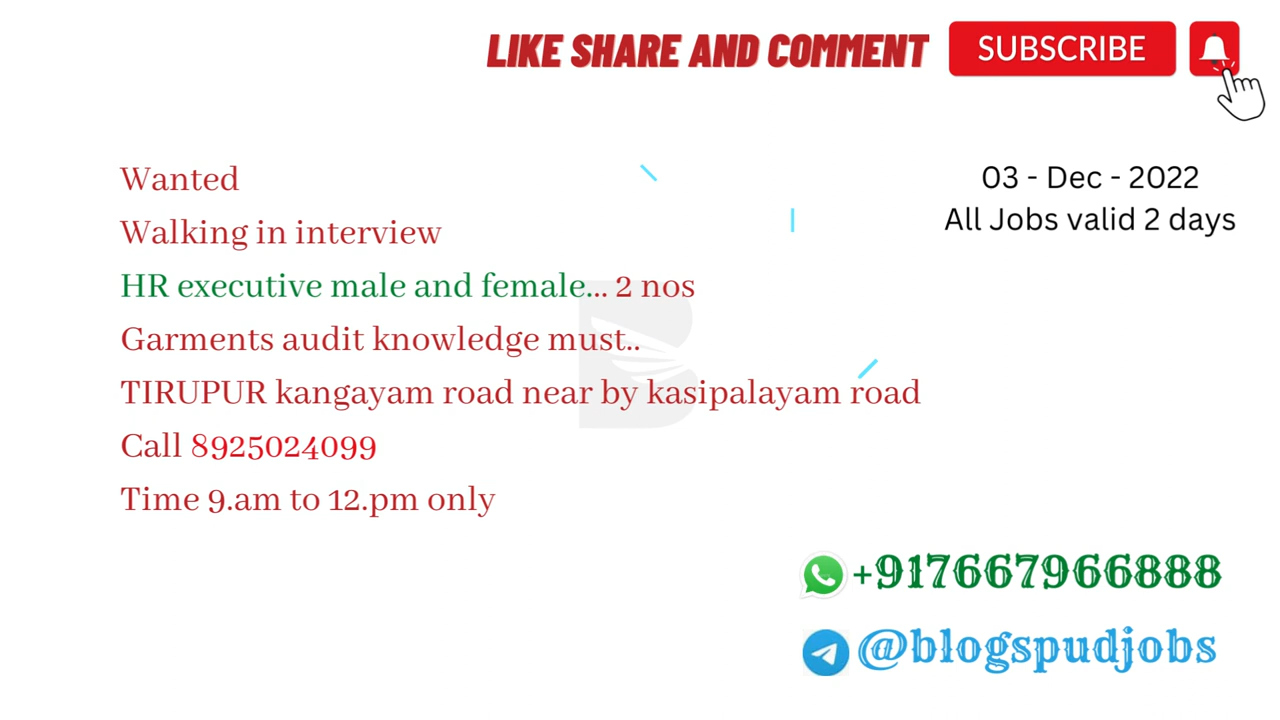 LIKE SHARE AND COMMENT
SUBSCRIBE
Wanted
Walking in interview
HR executive male and female... 2 nos
Garments audit knowledge must..
TIRUPUR kangayam road near by kasipalayam road
Call 8925024099
Time 9.am to 12.pm only
03 - Dec - 2022
All Jobs valid 2 days
+917667966888
@blogspudjobs